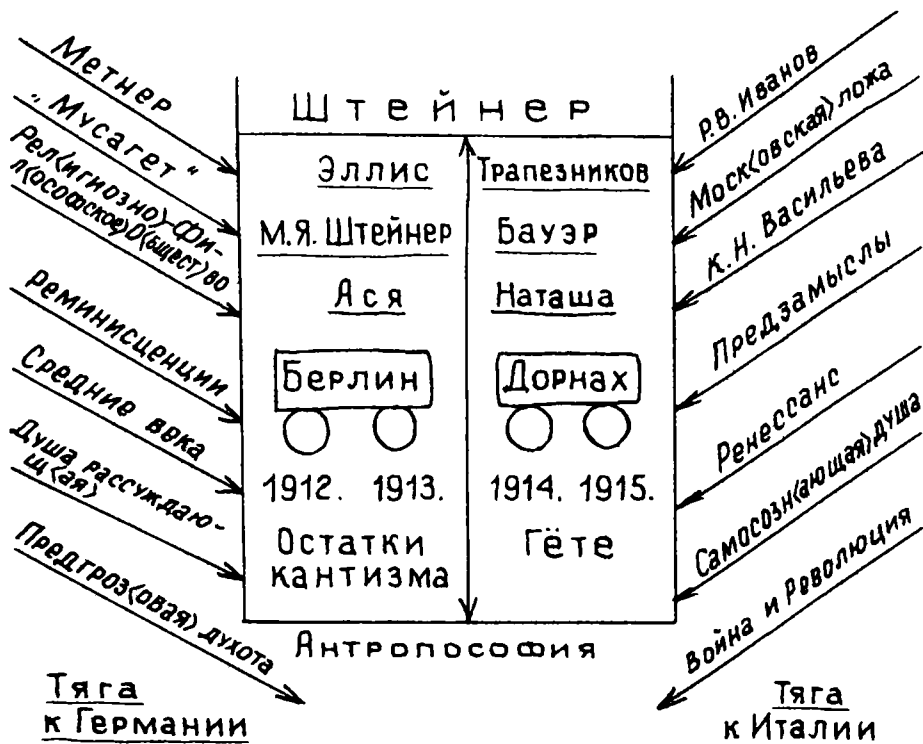 Метнер
„Мусагет“
Рел<игиозно)-Фи-
л<ософское)О<бщест)во
Реминисценции
Средние века
Душа рассуждаю-
щ<ая)
Предгроз<овая) духота
Тяга
к Германии
Штейнер
Эллис
М.Я. Штейнер
Ася
Берлин
1912. 1913.
Остатки
кантизма
Трапезников
Бауэр
Наташа
Дорнах
1914. 1915.
Гёте
Антропософия
Р.В. Иванов
Моск<овская) ложа
К.Н. Васильева
Предзамыслы
Ренессанс
Самосозн<ающая) душа
Война и Революция
Тяга
к Италии